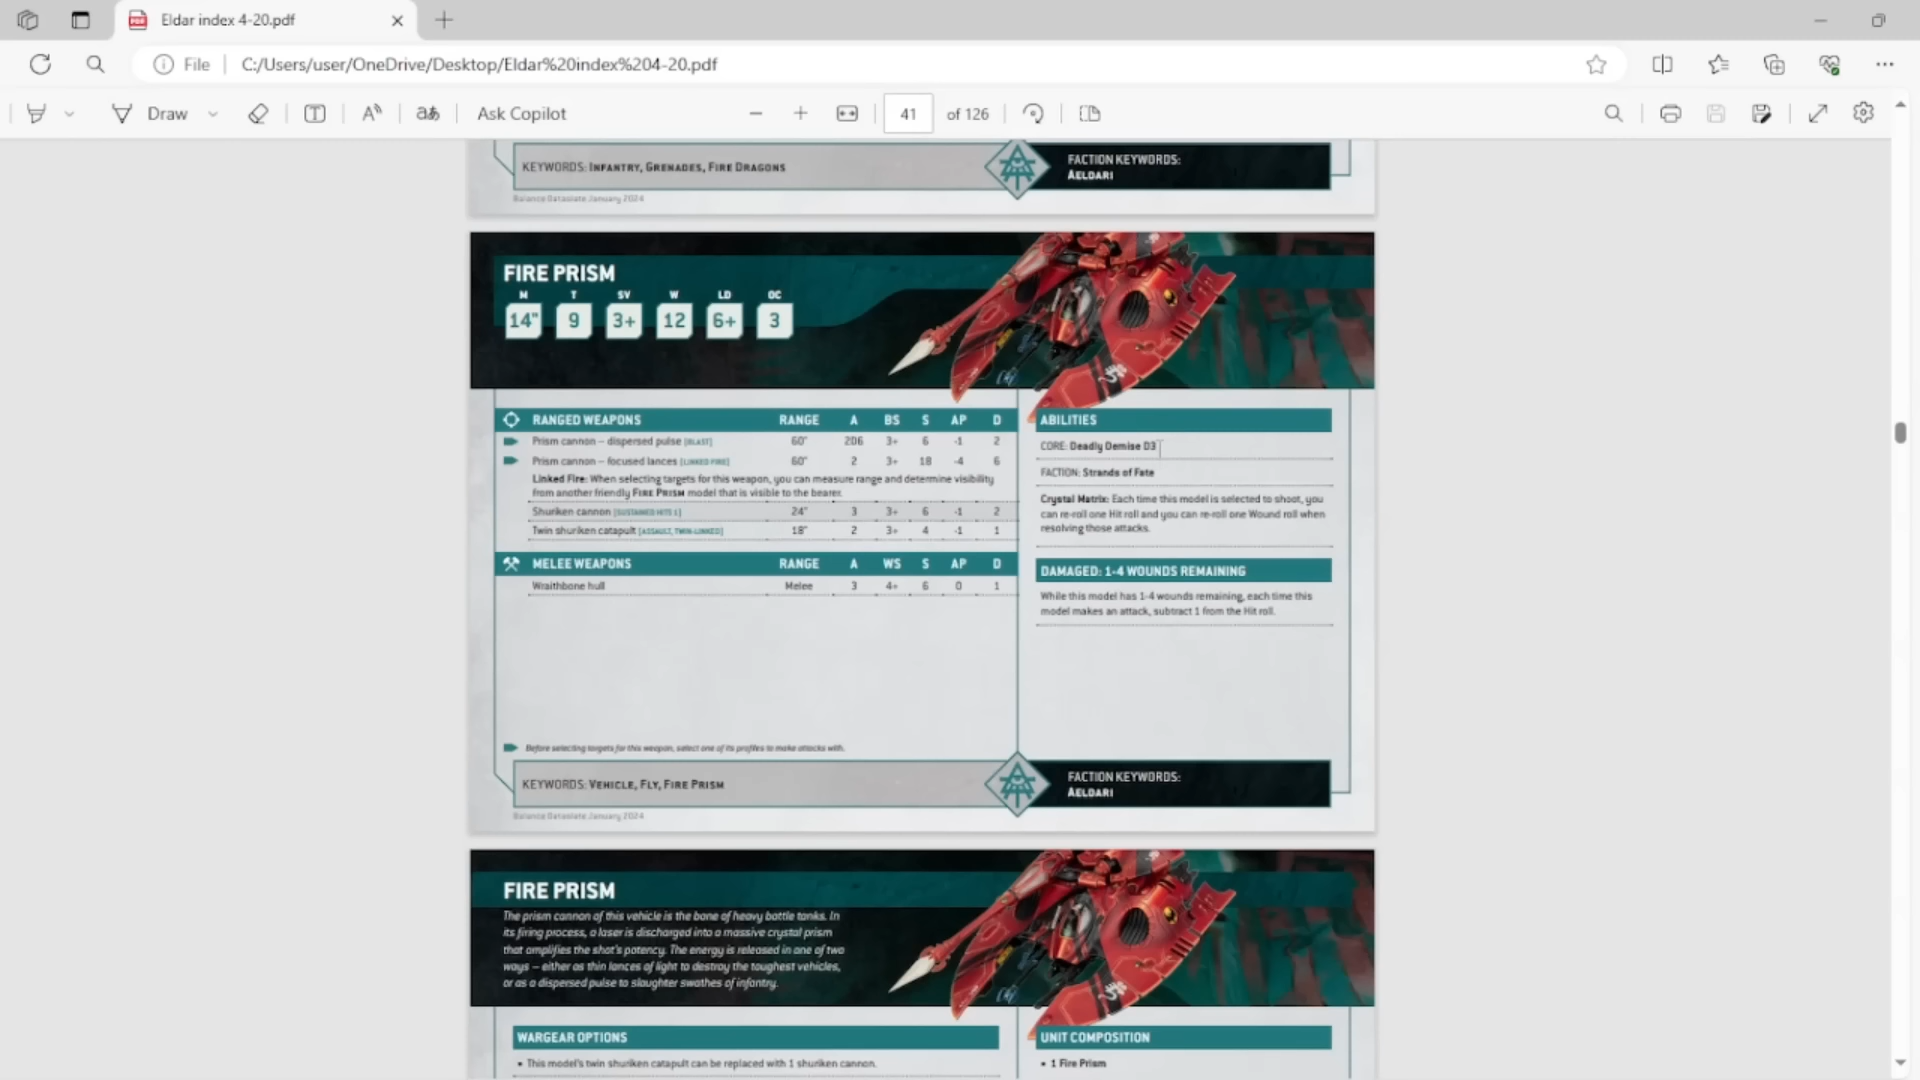 Eldar index 4-20.pdf
File
C:/Users/user/OneDrive/Desktop/Eldar%20index%204-20.pdf
Draw
Ask Copilot
41 of 126
KEYWORDS: INFANTRY, GRENADES, FIRE DRAGONS
FACTION KEYWORDS:
AELDARI
Balance Dataslate January 2024
FIRE PRISM
M T SV W LD OC
14" 9 3+ 12 6+ 3
RANGED WEAPONS RANGE A BS S AP D
Prism cannon – dispersed pulse [BLAST] 60" 2D6 3+ 6 -1 2
Prism cannon – focused lances [LINKED FIRE] 60" 2 3+ 18 -4 6
Linked Fire: When selecting targets for this weapon, you can measure range and determine visibility
from another friendly FIRE PRISM model that is visible to the bearer.
Shuriken cannon [SUSTAINED HITS 1] 24" 3 3+ 6 -1 2
Twin shuriken catapult [ASSAULT, TWIN-LINKED] 18" 2 3+ 4 -1 1
MELEE WEAPONS RANGE A WS S AP D
Wraithbone hull Melee 3 4+ 6 0 1
ABILITIES
CORE: Deadly Demise D3
FACTION: Strands of Fate
Crystal Matrix: Each time this model is selected to shoot, you
can re-roll one Hit roll and you can re-roll one Wound roll when
resolving those attacks.
DAMAGED: 1-4 WOUNDS REMAINING
While this model has 1-4 wounds remaining, each time this
model makes an attack, subtract 1 from the Hit roll.
Before selecting targets for this weapon, select one of its profiles to make attacks with.
KEYWORDS: VEHICLE, FLY, FIRE PRISM
FACTION KEYWORDS:
AELDARI
Balance Dataslate January 2024
FIRE PRISM
The prism cannon of this vehicle is the bane of heavy battle tanks. In
its firing process, a laser is discharged into a massive crystal prism
that amplifies the shot's potency. The energy is released in one of two
ways – either as thin lances of light to destroy the toughest vehicles,
or as a dispersed pulse to slaughter swathes of infantry.
WARGEAR OPTIONS
• This model's twin shuriken catapult can be replaced with 1 shuriken cannon.
UNIT COMPOSITION
• 1 Fire Prism